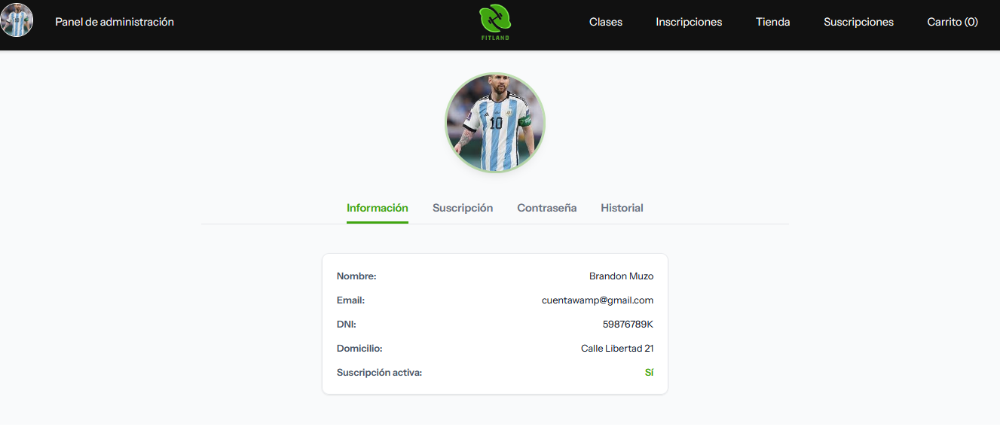 Panel de administración
FITLAND
Clases Inscripciones Tienda Suscripciones Carrito (0)
10
Información Suscripción Contraseña Historial
Nombre: Brandon Muzo
Email: cuentawamp@gmail.com
DNI: 59876789K
Domicilio: Calle Libertad 21
Suscripción activa: Sí